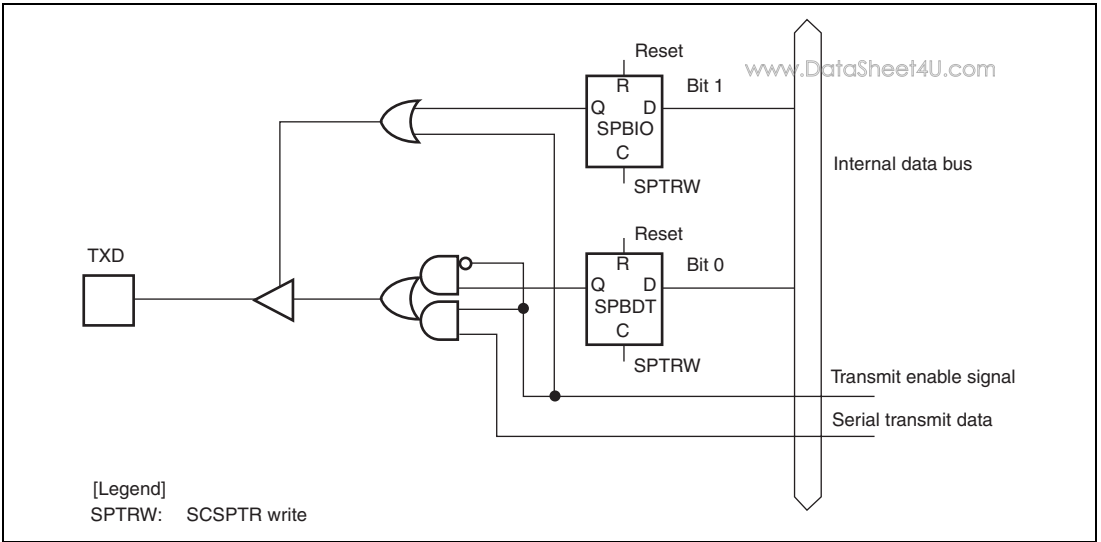 Reset
www.DataSheet4U.com
R
Bit 1
Q D
SPBIO
C
SPTRW
Internal data bus
Reset
TXD
R
Bit 0
Q D
SPBDT
C
SPTRW
Transmit enable signal
Serial transmit data
[Legend]
SPTRW: SCSPTR write